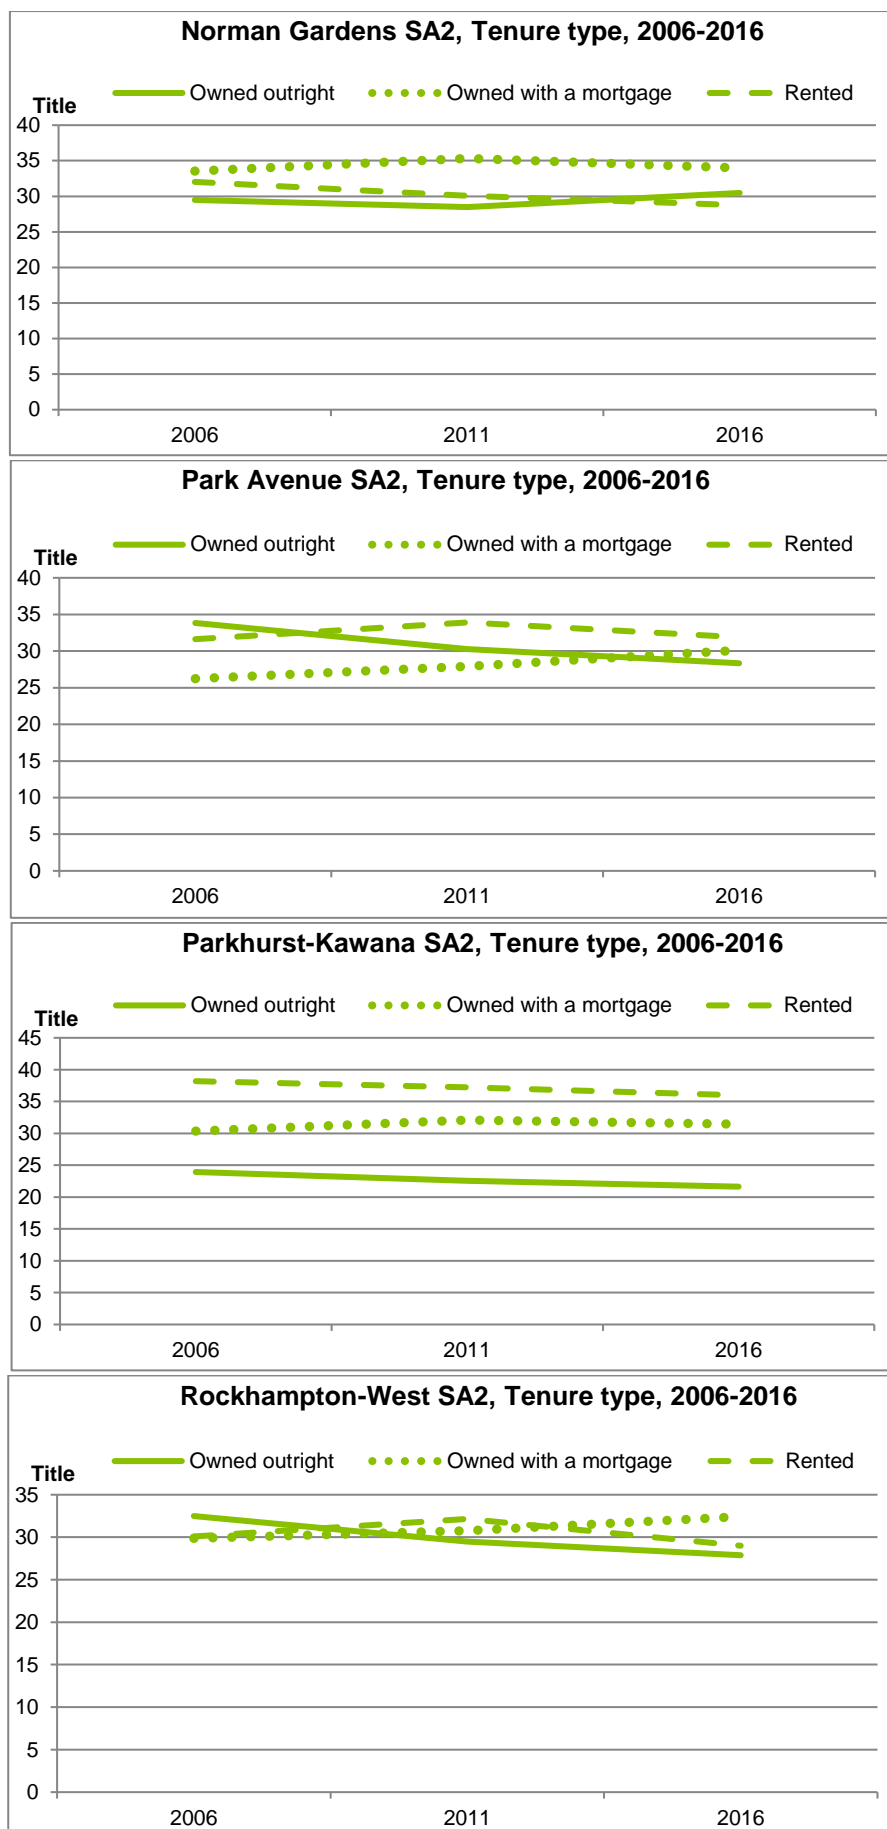 Norman Gardens SA2, Tenure type, 2006-2016
Owned outright Owned with a mortgage Rented
Title
40
35
30
25
20
15
10
5
0
2006 2011 2016
Park Avenue SA2, Tenure type, 2006-2016
Owned outright Owned with a mortgage Rented
Title
40
35
30
25
20
15
10
5
0
2006 2011 2016
Parkhurst-Kawana SA2, Tenure type, 2006-2016
Owned outright Owned with a mortgage Rented
Title
45
40
35
30
25
20
15
10
5
0
2006 2011 2016
Rockhampton-West SA2, Tenure type, 2006-2016
Owned outright Owned with a mortgage Rented
Title
35
30
25
20
15
10
5
0
2006 2011 2016